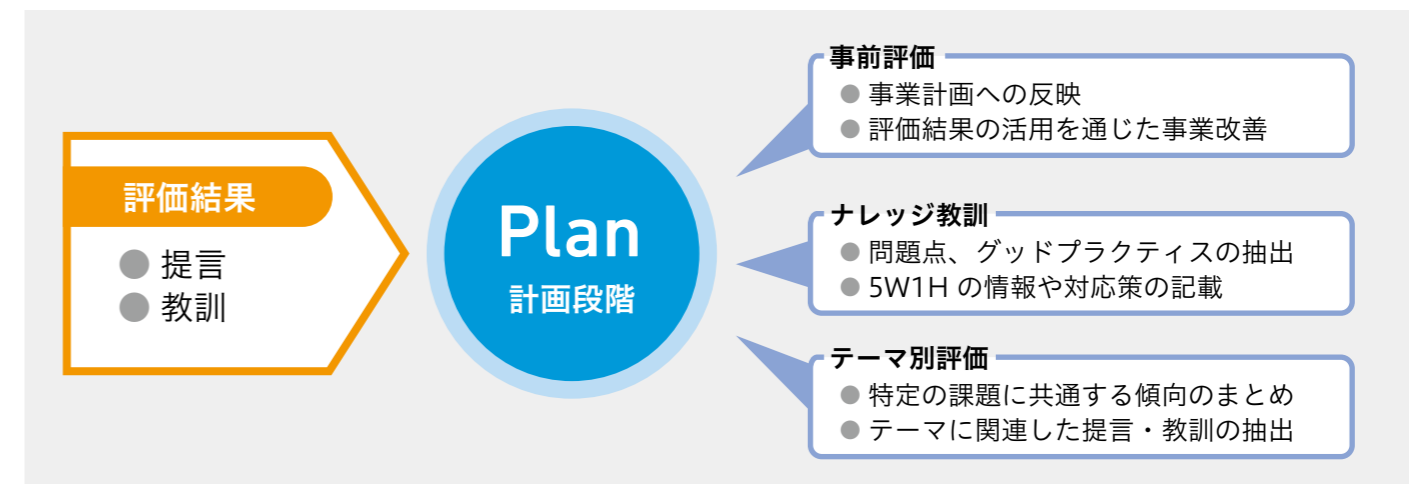 評価結果
● 提言
● 教訓
Plan
計画段階
事前評価
● 事業計画への反映
● 評価結果の活用を通じた事業改善
ナレッジ教訓
● 問題点、グッドプラクティスの抽出
● 5W1H の情報や対応策の記載
テーマ別評価
● 特定の課題に共通する傾向のまとめ
● テーマに関連した提言・教訓の抽出